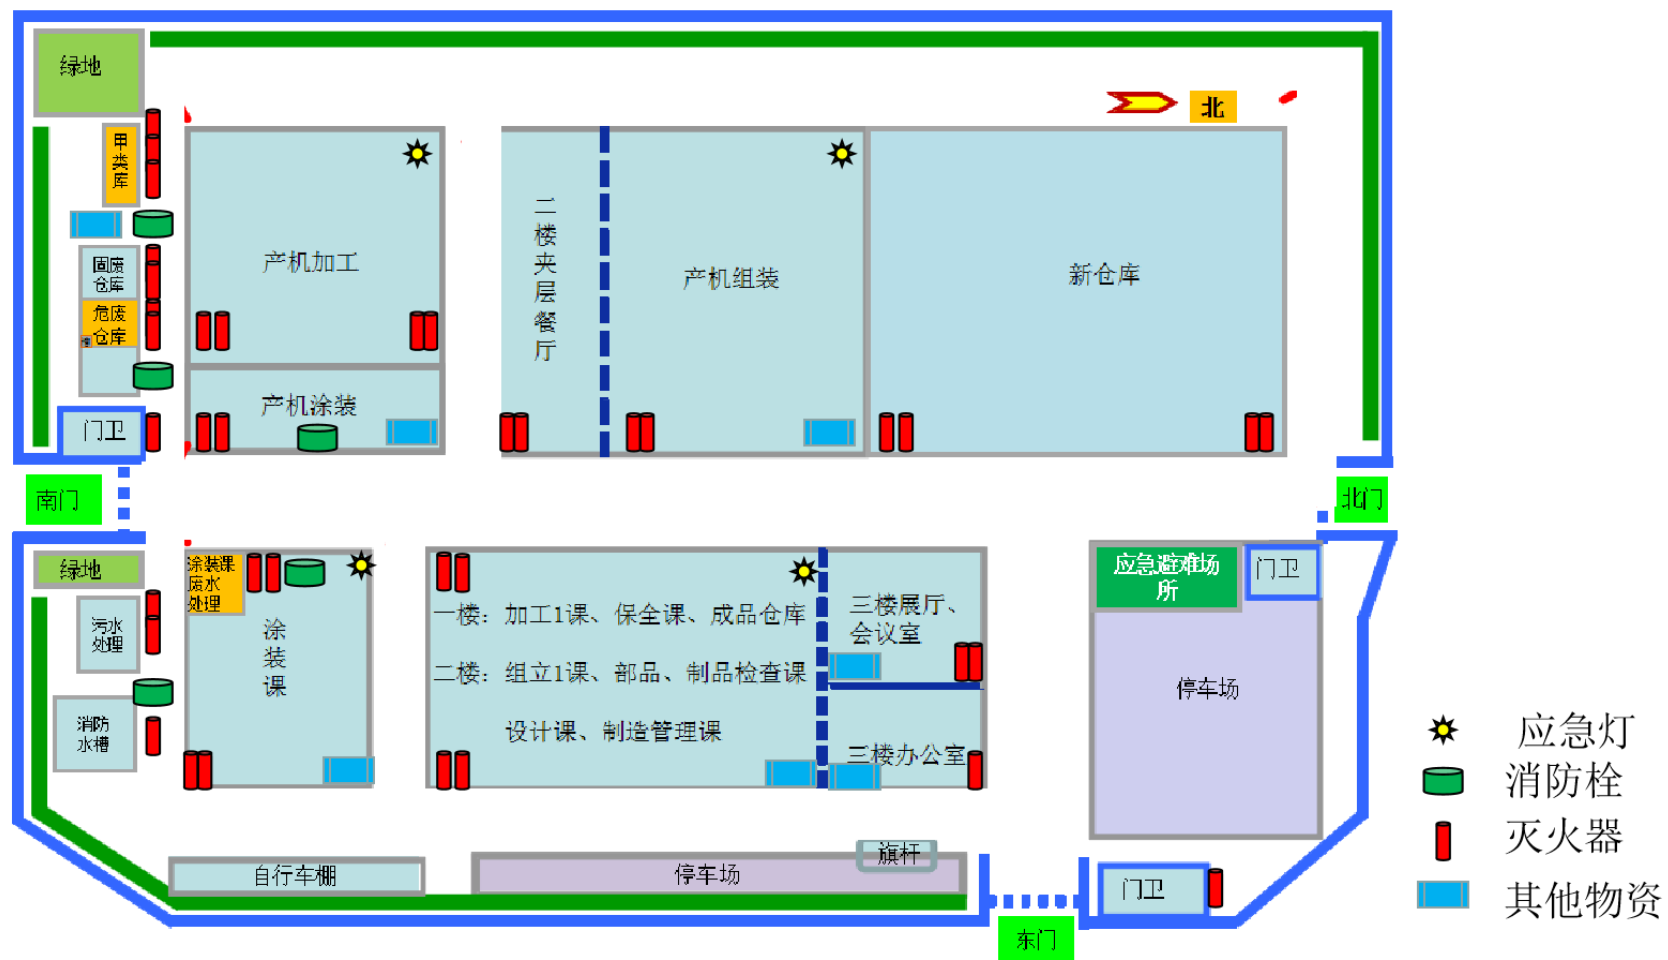 绿地
北
甲
类
库
二
楼
夹
层
餐
厅
产机加工
产机组装
新仓库
固废
仓库
危废
仓库
产机涂装
门卫
南门
北门
绿地
涂装课
废水
处理
应急避难场
所
门卫
污水
处理
涂
装
课
一楼：加工1课、保全课、成品仓库
二楼：组立1课、部品、制品检查课
设计课、制造管理课
三楼展厅、
会议室
三楼办公室
停车场
消防
水槽
应急灯
消防栓
灭火器
其他物资
旗杆
自行车棚
停车场
门卫
东门